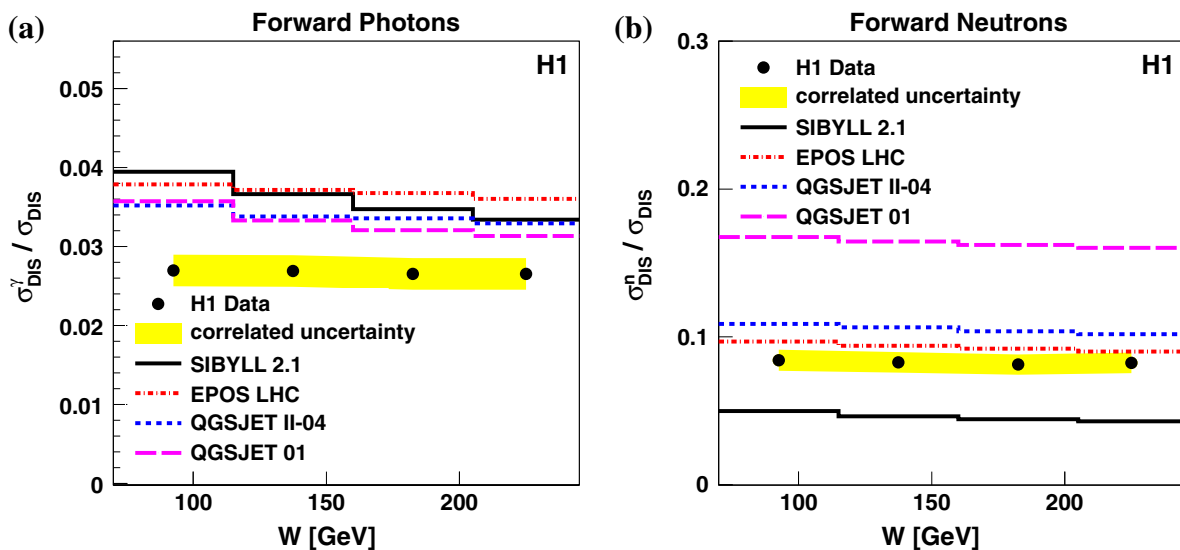 (a)
Forward Photons
H1
σ^γ_DIS / σ_DIS
0.05
0.04
0.03
0.02
0.01
0
H1 Data
correlated uncertainty
SIBYLL 2.1
EPOS LHC
QGSJET II-04
QGSJET 01
100
150
200
W [GeV]
(b)
Forward Neutrons
H1
σ^n_DIS / σ_DIS
0.3
0.2
0.1
0
H1 Data
correlated uncertainty
SIBYLL 2.1
EPOS LHC
QGSJET II-04
QGSJET 01
100
150
200
W [GeV]